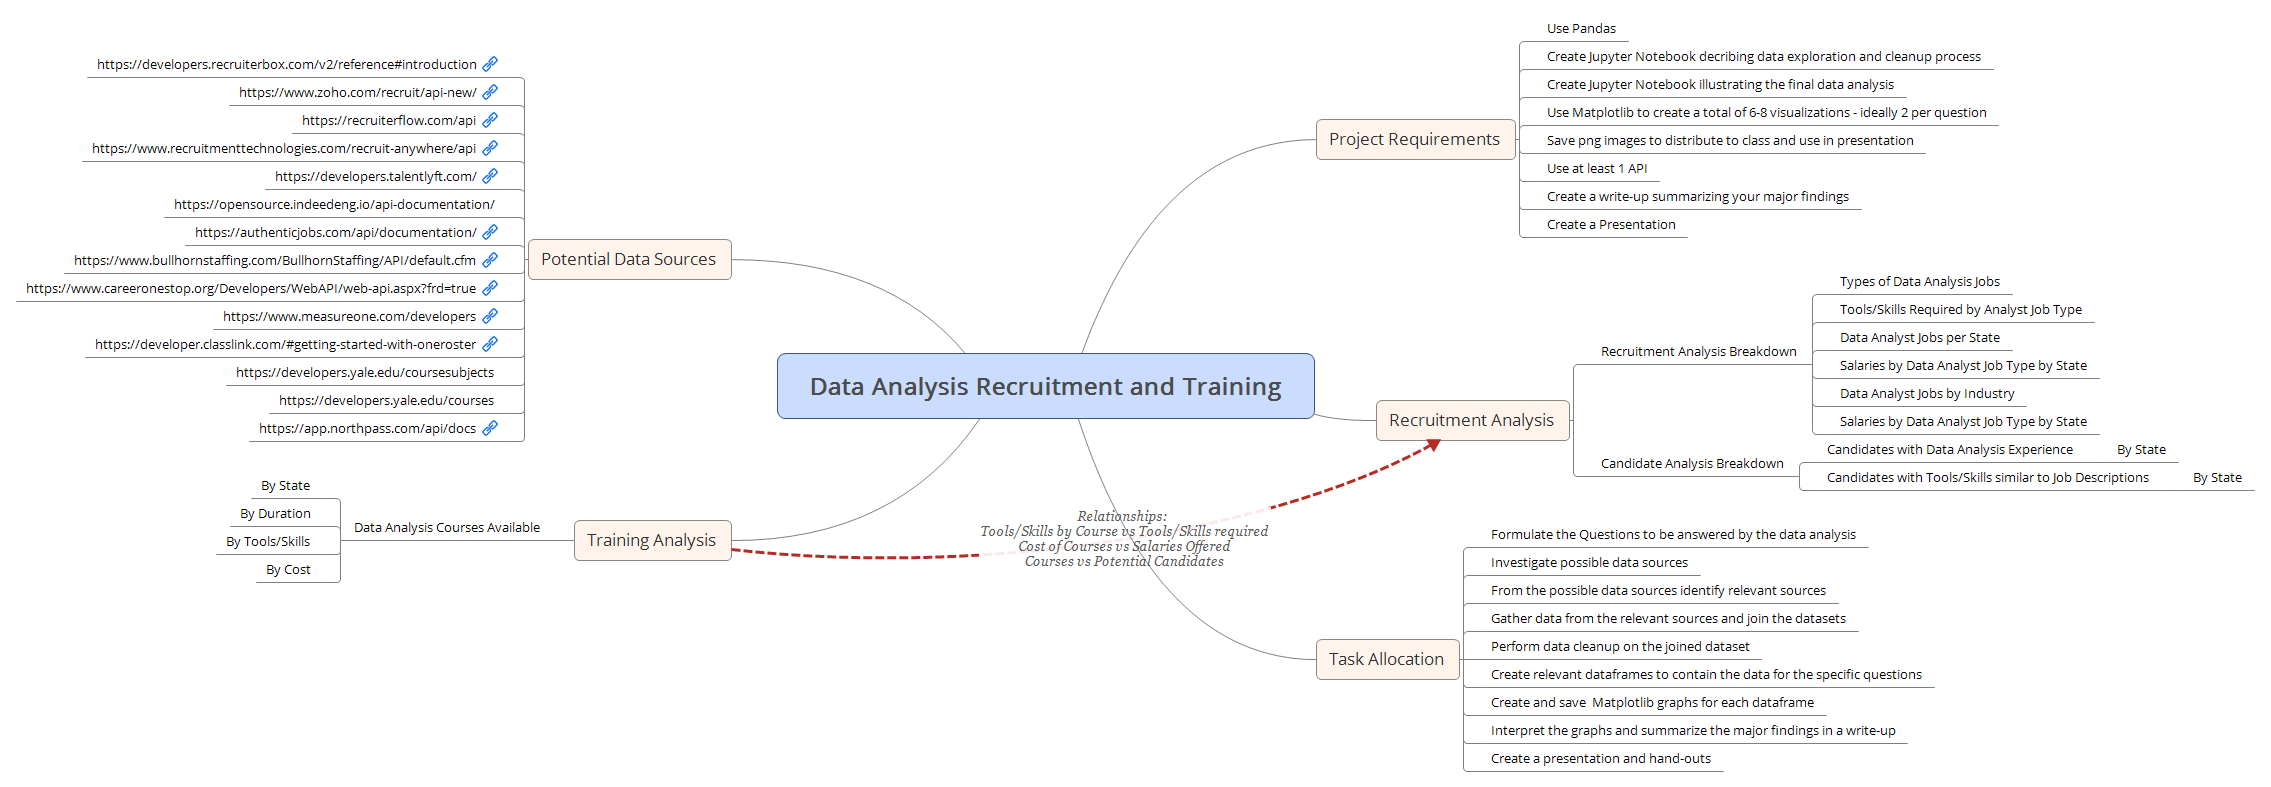 Data Analysis Recruitment and Training
Project Requirements
Use Pandas
Create Jupyter Notebook decribing data exploration and cleanup process
Create Jupyter Notebook illustrating the final data analysis
Use Matplotlib to create a total of 6-8 visualizations - ideally 2 per question
Save png images to distribute to class and use in presentation
Use at least 1 API
Create a write-up summarizing your major findings
Create a Presentation
Recruitment Analysis
Recruitment Analysis Breakdown
Types of Data Analysis Jobs
Tools/Skills Required by Analyst Job Type
Data Analyst Jobs per State
Salaries by Data Analyst Job Type by State
Data Analyst Jobs by Industry
Salaries by Data Analyst Job Type by State
Candidate Analysis Breakdown
Candidates with Data Analysis Experience
By State
Candidates with Tools/Skills similar to Job Descriptions
By State
Task Allocation
Formulate the Questions to be answered by the data analysis
Investigate possible data sources
From the possible data sources identify relevant sources
Gather data from the relevant sources and join the datasets
Perform data cleanup on the joined dataset
Create relevant dataframes to contain the data for the specific questions
Create and save  Matplotlib graphs for each dataframe
Interpret the graphs and summarize the major findings in a write-up
Create a presentation and hand-outs
Potential Data Sources
https://developers.recruiterbox.com/v2/reference#introduction
https://www.zoho.com/recruit/api-new/
https://recruiterflow.com/api
https://www.recruitmenttechnologies.com/recruit-anywhere/api
https://developers.talentlyft.com/
https://opensource.indeedeng.io/api-documentation/
https://authenticjobs.com/api/documentation/
https://www.bullhornstaffing.com/BullhornStaffing/API/default.cfm
https://www.careeronestop.org/Developers/WebAPI/web-api.aspx?frd=true
https://www.measureone.com/developers
https://developer.classlink.com/#getting-started-with-oneroster
https://developers.yale.edu/coursesubjects
https://developers.yale.edu/courses
https://app.northpass.com/api/docs
Training Analysis
Data Analysis Courses Available
By State
By Duration
By Tools/Skills
By Cost
Relationships:
Tools/Skills by Course vs Tools/Skills required
Cost of Courses vs Salaries Offered
Courses vs Potential Candidates